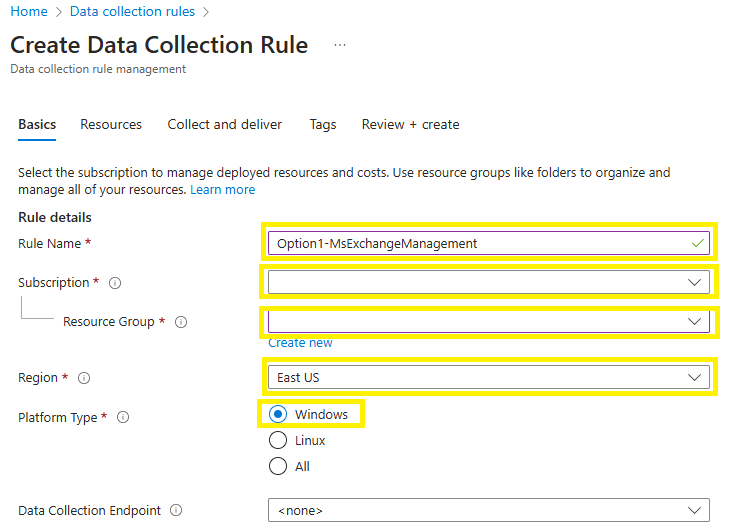 Home > Data collection rules >
Create Data Collection Rule ...
Data collection rule management
Basics Resources Collect and deliver Tags Review + create
Select the subscription to manage deployed resources and costs. Use resource groups like folders to organize and
manage all of your resources. Learn more
Rule details
Rule Name * Option1-MsExchangeManagement
Subscription *
Resource Group *
Create new
Region * East US
Platform Type * Windows
Linux
All
Data Collection Endpoint <none>